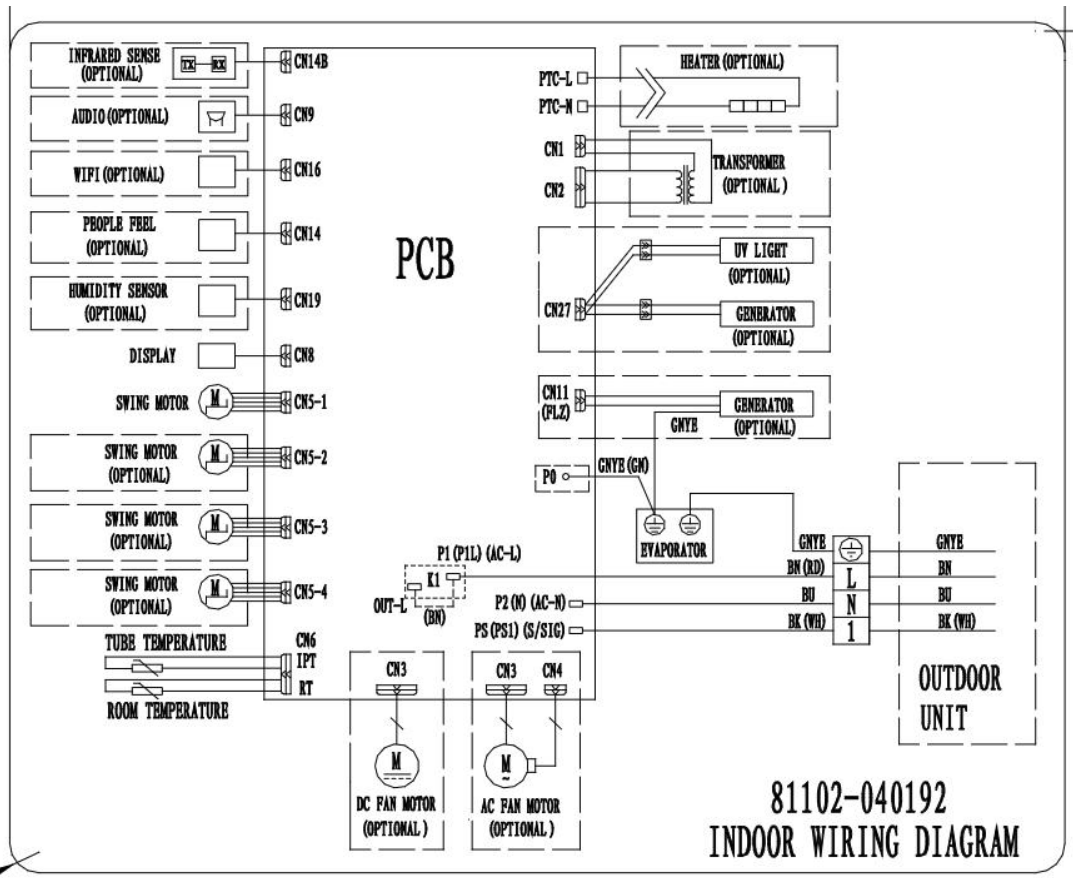 INFRARED SENSE
(OPTIONAL)
TX
RX
CN14B
AUDIO(OPTIONAL)
CN9
WIFI(OPTIONAL)
CN16
PEOPLE FEEL
(OPTIONAL)
CN14
HUMIDITY SENSOR
(OPTIONAL)
CN19
DISPLAY
CN8
SWING MOTOR
M
CN5-1
SWING MOTOR
(OPTIONAL)
M
CN5-2
SWING MOTOR
(OPTIONAL)
M
CN5-3
SWING MOTOR
(OPTIONAL)
M
CN5-4
TUBE TEMPERATURE
CN6
IPT
RT
ROOM TEMPERATURE
PCB
HEATER(OPTIONAL)
PTC-L
PTC-N
CN1
CN2
TRANSFORMER
(OPTIONAL )
CN27
UV LIGHT
(OPTIONAL)
GENERATOR
(OPTIONAL)
CN11
(FLZ)
GENERATOR
(OPTIONAL)
GNYE
P0
GNYE(GN)
EVAPORATOR
P1(P1L)(AC-L)
K1
OUT-L
(BN)
P2(N)(AC-N)
PS(PS1)(S/SIG)
GNYE
BN(RD)
BU
BK(WH)
L
N
1
GNYE
BN
BU
BK(WH)
OUTDOOR
UNIT
CN3
M
DC FAN MOTOR
(OPTIONAL )
CN3
CN4
M
~
AC FAN MOTOR
(OPTIONAL )
81102-040192
INDOOR WIRING DIAGRAM